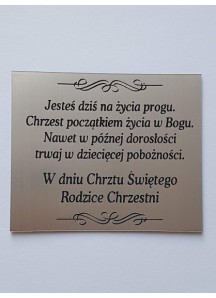 Jesteś dziś na życia progu.
Chrzest początkiem życia w Bogu.
Nawet w późnej dorosłości
trwaj w dziecięcej pobożności.
W dniu Chrztu Świętego
Rodzice Chrzestni